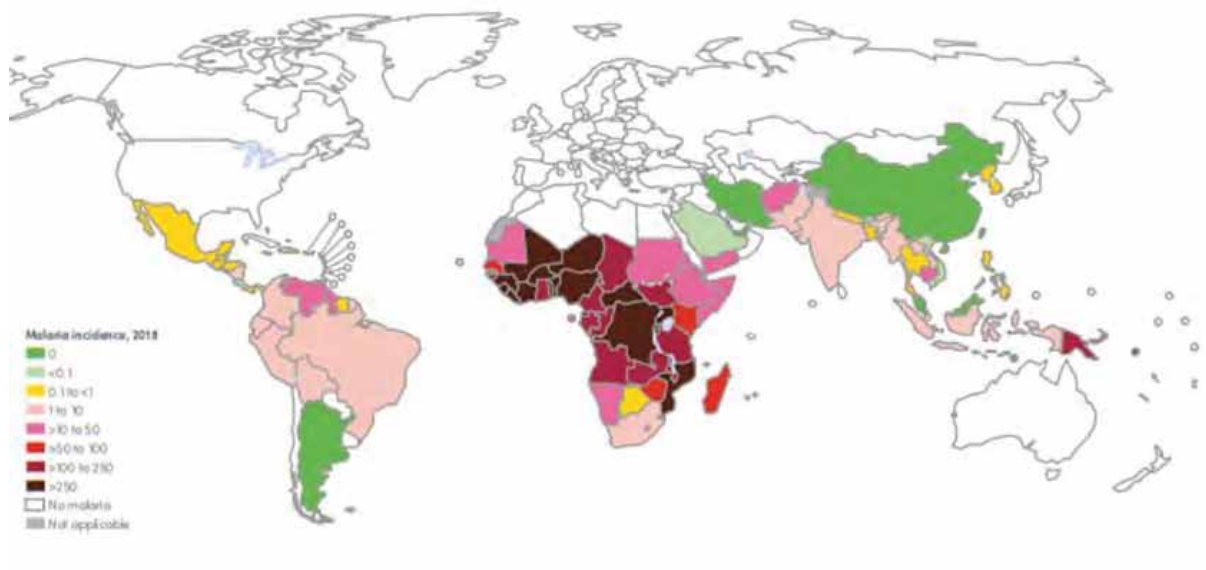 Malaria incidence, 2018
0
<0.1
0.1 to <1
1 to 10
>10 to 50
>50 to 100
>100 to 250
>250
No malaria
Not applicable